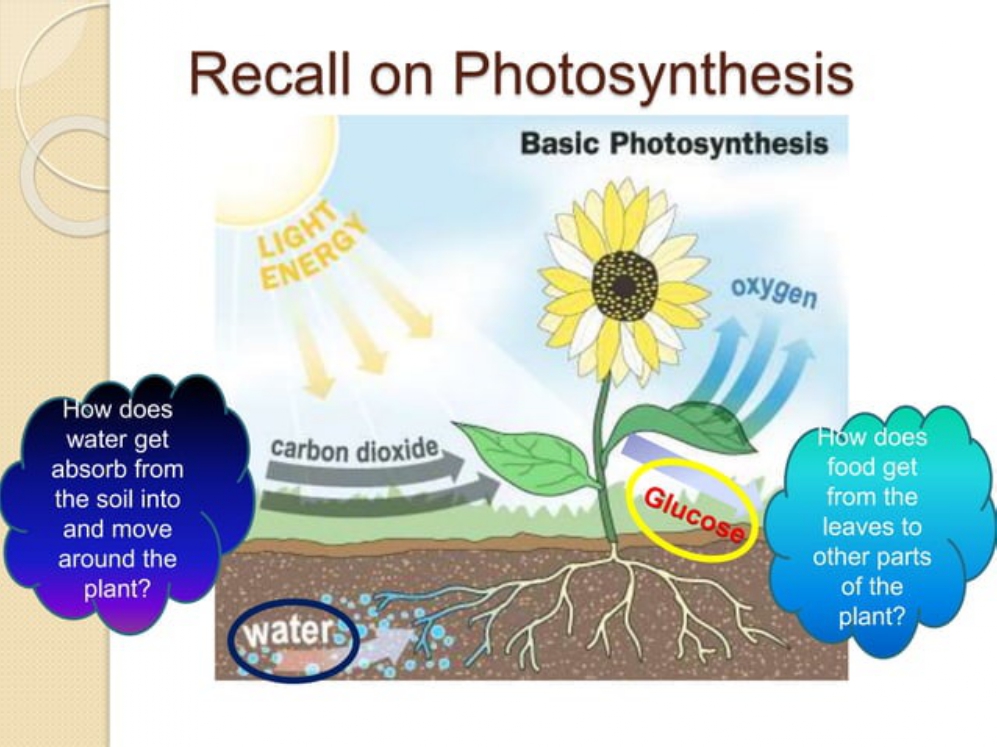 Recall on Photosynthesis
Basic Photosynthesis
LIGHT
ENERGY
oxygen
carbon dioxide
Glucose
water
How does
water get
absorb from
the soil into
and move
around the
plant?
How does
food get
from the
leaves to
other parts
of the
plant?